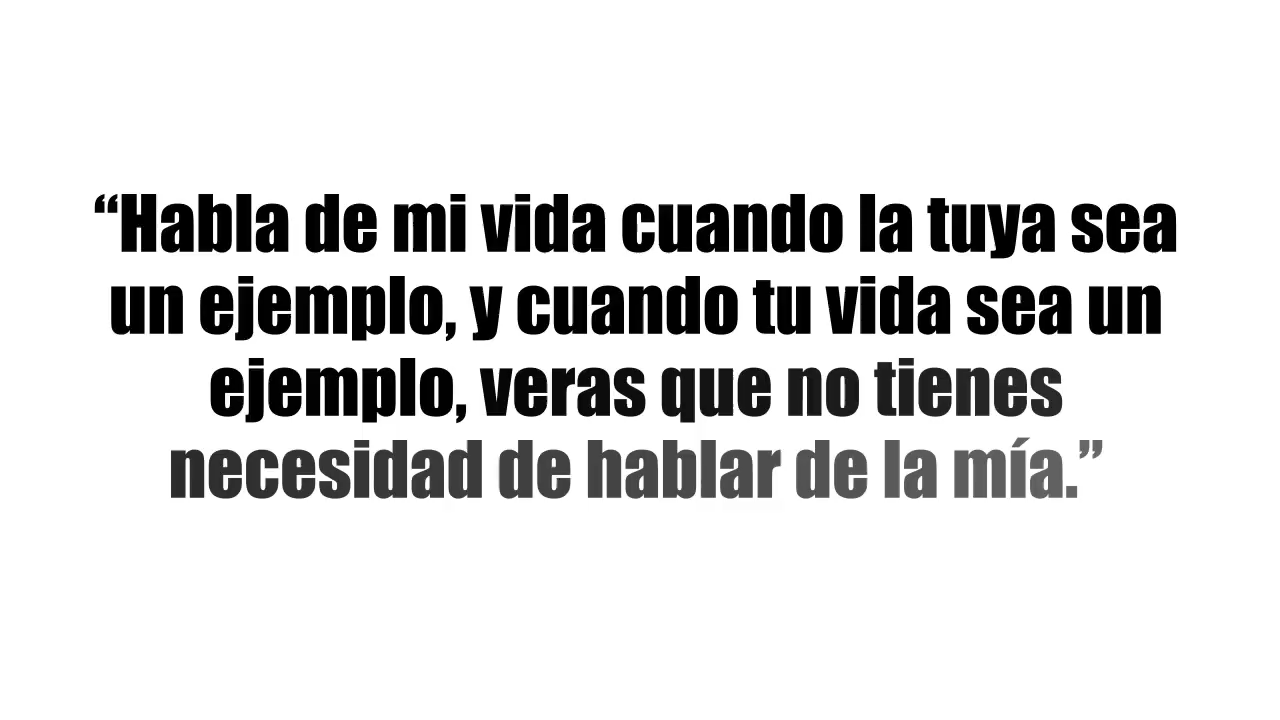 “Habla de mi vida cuando la tuya sea
un ejemplo, y cuando tu vida sea un
ejemplo, veras que no tienes
necesidad de hablar de la mía.”